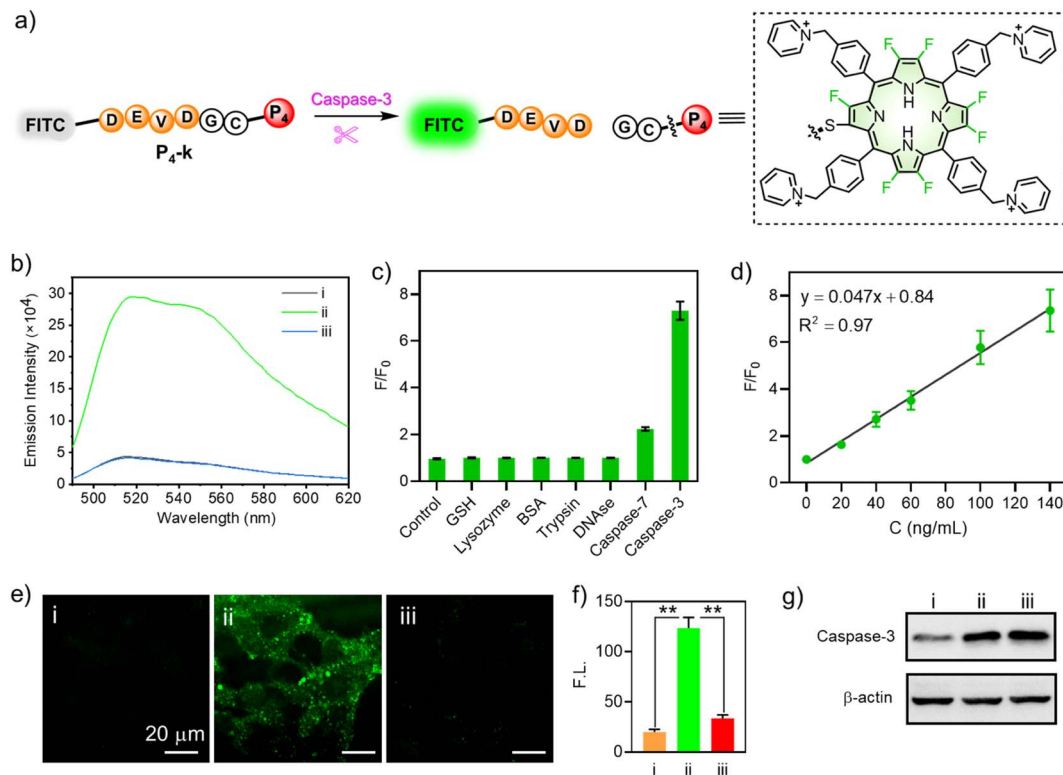 a)
FITC D E V D G C P₄
P₄-k
Caspase-3
FITC D E V D
G C P₄
N+ N+
F F
NH
F
N N
S F
HN
F F
N+ N+
b)
Emission Intensity (×10⁴)
30
25
20
15
10
5
0
i
ii
iii
500 520 540 560 580 600 620
Wavelength (nm)
c)
F/F₀
8
6
4
2
0
Control
GSH
Lysozyme
BSA
Trypsin
DNAse
Caspase-7
Caspase-3
d)
F/F₀
y = 0.047x + 0.84
R² = 0.97
8
6
4
2
0
0 20 40 60 80 100 120 140
C (ng/mL)
e)
i ii iii
20 μm
f)
F.L.
150
100
50
0
** **
i ii iii
g)
i ii iii
Caspase-3
β-actin